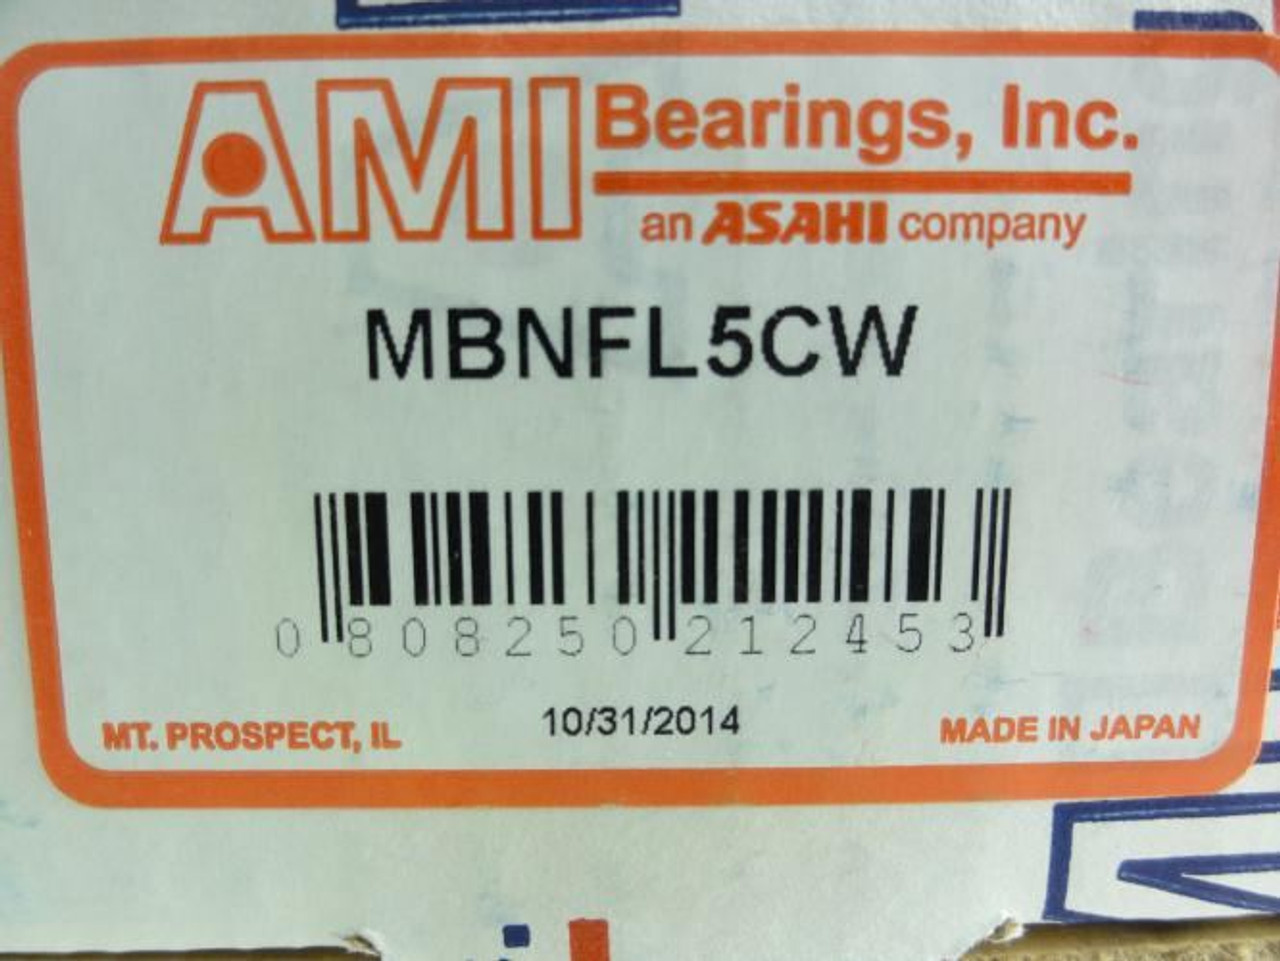 AMI Bearings, Inc.
an ASAHI company
MBNFL5CW
0 808250 212453
MT. PROSPECT, IL
10/31/2014
MADE IN JAPAN